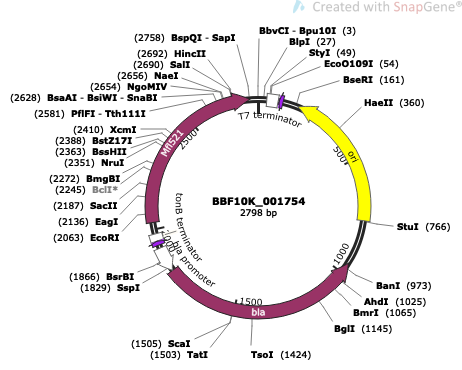 Created with SnapGene®
(2758) BspQI - SapI
(2692) HincII
(2690) SalI
(2656) NaeI
(2654) NgoMIV
(2628) BsaAI - BsiWI - SnaBI
(2581) PflFI - Tth111I
(2410) XcmI
(2388) BstZ17I
(2363) BssHII
(2351) NruI
(2272) BmgBI
(2245) BclI*
(2187) SacII
(2136) EagI
(2063) EcoRI
(1866) BsrBI
(1829) SspI
(1505) ScaI
(1503) TatI
TsoI (1424)
BglI (1145)
BmrI (1065)
AhdI (1025)
BanI (973)
StuI (766)
HaeII (360)
BseRI (161)
EcoO109I (54)
StyI (49)
BlpI (27)
BbvCI - Bpu10I (3)
T7 terminator
ori
500
1000
1500
2500
bla
bla promoter
tonB terminator
BBF10K_001754
2798 bp